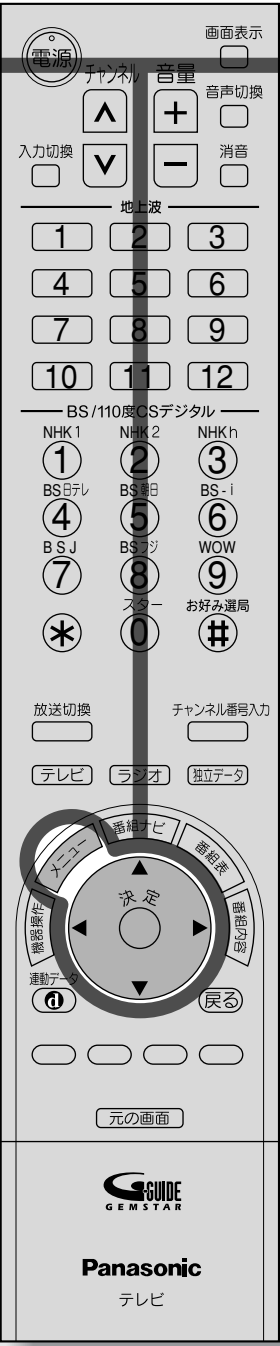 画面表示
電源
チャンネル 音量
音声切換
入力切換
消音
地上波
1 2 3
4 5 6
7 8 9
10 11 12
BS/110度CSデジタル
NHK1 NHK2 NHKh
1 2 3
BS日テレ BS朝日 BS-i
4 5 6
BSJ BSフジ WOW
7 8 9
スター お好み選局
* 0 #
放送切換 チャンネル番号入力
テレビ ラジオ 独立データ
メニュー 番組ナビ 番組表
機器操作 決定 番組内容
連動データ
d 戻る
元の画面
G-GUIDE
GEMSTAR
Panasonic
テレビ